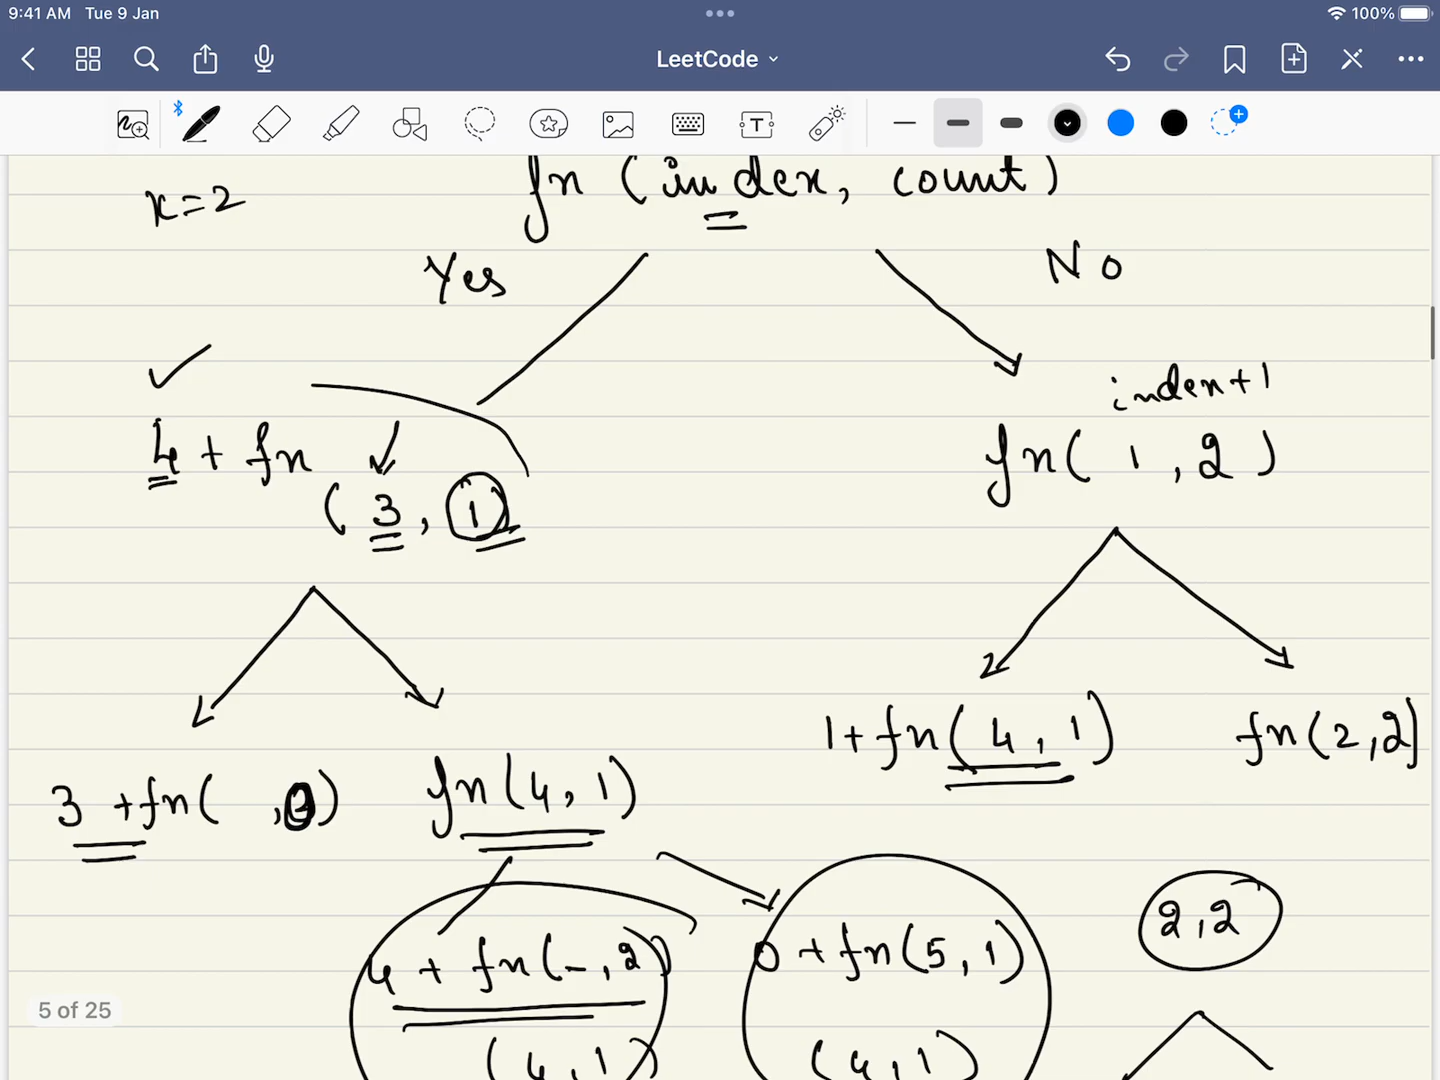 9:41 AM Tue 9 Jan 100%
LeetCode
T
x=2 fn (index, count)
Yes No
index+1
4 + fn fn( 1 , 2 )
( 3 , 1
1 + fn( 4 , 1 ) fn(2,2]
3 + fn( , 0) fn(4, 1)
2,2
4 + fn(-, 2) 0 + fn(5, 1)
5 of 25
(4, 1) (4, 1)